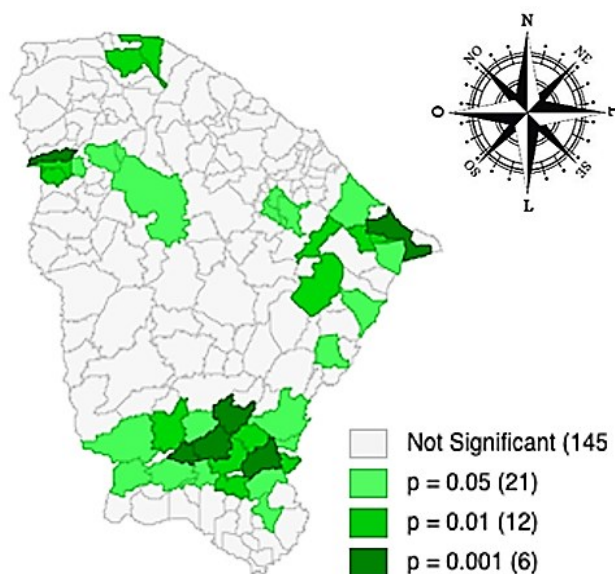 N
NO
NE
O
SO
SE
L
Not Significant (145
p = 0.05 (21)
p = 0.01 (12)
p = 0.001 (6)